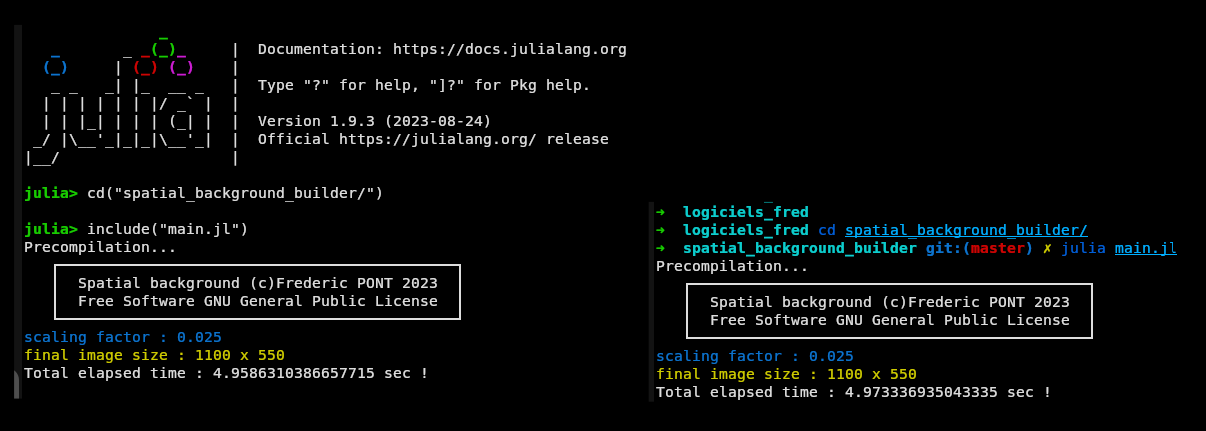 Documentation: https://docs.julialang.org
Type "?" for help, "]?" for Pkg help.
Version 1.9.3 (2023-08-24)
Official https://julialang.org/ release
julia> cd("spatial_background_builder/")
julia> include("main.jl")
Precompilation...
Spatial background (c)Frederic PONT 2023
Free Software GNU General Public License
scaling factor : 0.025
final image size : 1100 x 550
Total elapsed time : 4.9586310386657715 sec !
➜ logiciels_fred
➜ logiciels_fred cd spatial_background_builder/
➜ spatial_background_builder git:(master) ✗ julia main.jl
Precompilation...
Spatial background (c)Frederic PONT 2023
Free Software GNU General Public License
scaling factor : 0.025
final image size : 1100 x 550
Total elapsed time : 4.973336935043335 sec !